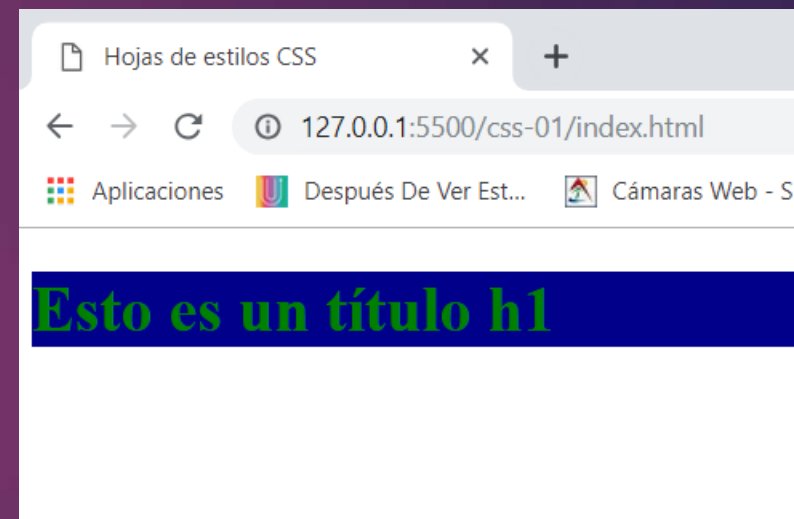 Hojas de estilos CSS
127.0.0.1:5500/css-01/index.html
Aplicaciones Después De Ver Est... Cámaras Web - S
Esto es un título h1